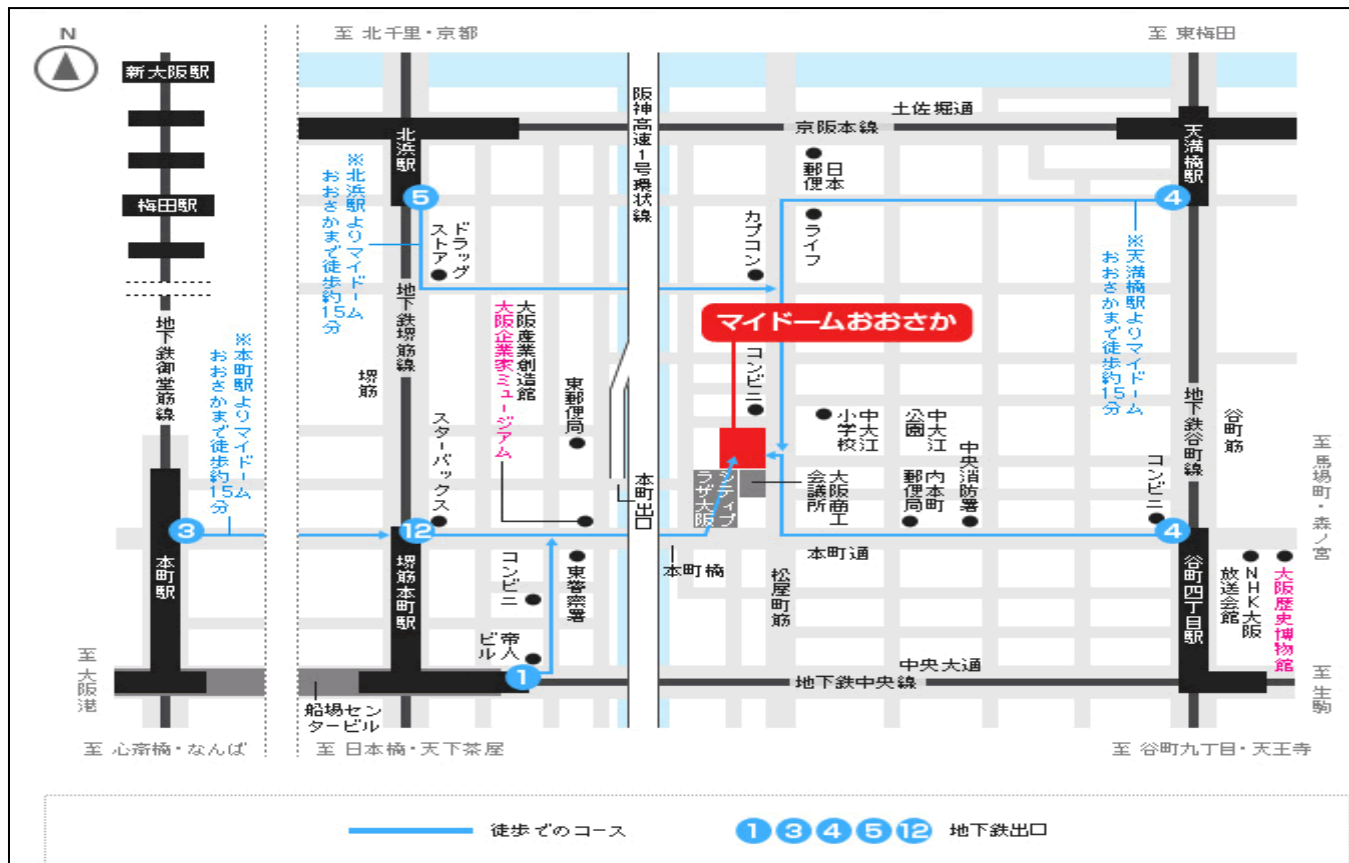 N
至 北千里・京都
至 東梅田
新大阪駅
梅田駅
地下鉄御堂筋線
※本町駅よりマイドーム
おおさかまで徒歩約15分
3
本町駅
至 大阪港
至 心斎橋・なんば
北浜駅
5
※北浜駅よりマイドーム
おおさかまで徒歩約15分
ドラッグ
ストア
地下鉄堺筋線
堺筋
大阪産業創造館
大阪企業家ミュージアム
東郵便局
スターバックス
12
堺筋本町駅
コンビニ
東警察署
帝人
ビル
1
船場セン
タービル
至 日本橋・天下茶屋
阪神高速1号環状線
本町出口
本町橋
土佐堀通
京阪本線
日本
郵便
カプコン
ライフ
マイドームおおさか
コンビニ
中大江
小学校
中大江
公園
シティプ
ラザ大阪
大阪商工
会議所
内本町
郵便局
中央消防署
本町通
松屋町筋
中央大通
地下鉄中央線
天満橋駅
4
※天満橋駅よりマイドーム
おおさかまで徒歩約15分
地下鉄谷町線
谷町筋
コンビニ
4
谷町四丁目駅
NHK大阪
放送会館
大阪歴史博物館
至 馬場町・森ノ宮
至 生駒
至 谷町九丁目・天王寺
徒歩でのコース
1 3 4 5 12 地下鉄出口